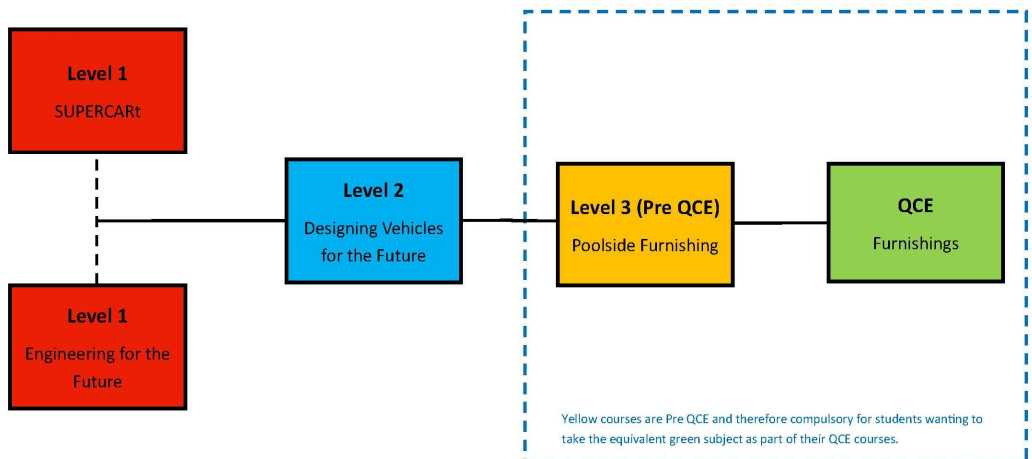 Level 1
SUPERCARt
Level 1
Engineering for the
Future
Level 2
Designing Vehicles
for the Future
Level 3 (Pre QCE)
Poolside Furnishing
QCE
Furnishings
Yellow courses are Pre QCE and therefore compulsory for students wanting to
take the equivalent green subject as part of their QCE courses.